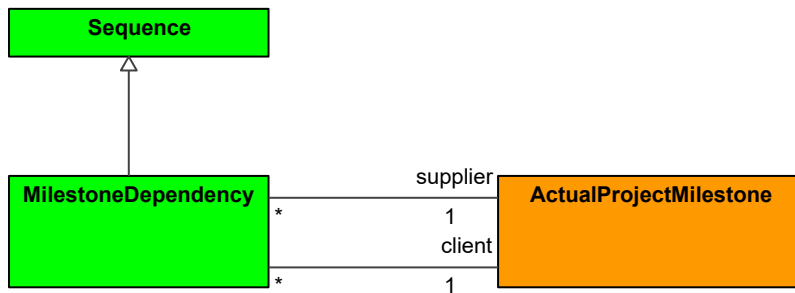 Sequence
supplier
MilestoneDependency
ActualProjectMilestone
* 1
client
* 1